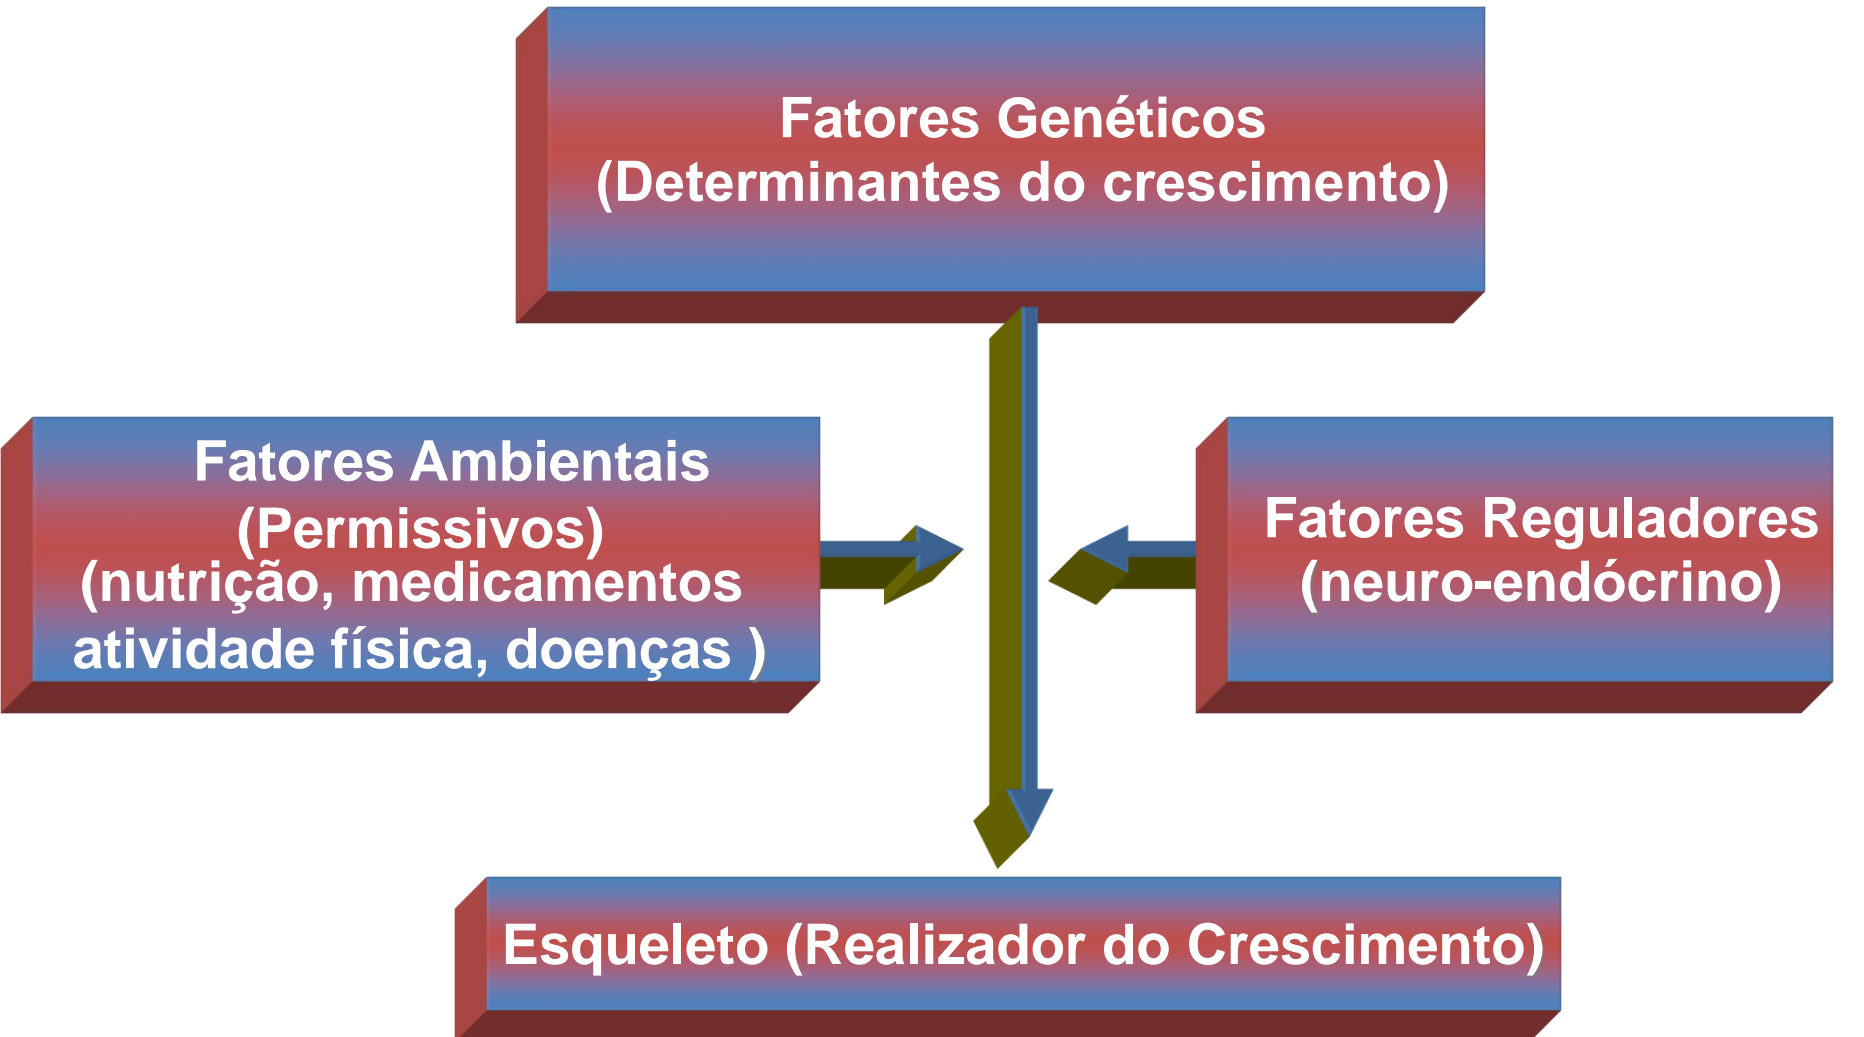 Fatores Genéticos
(Determinantes do crescimento)
Fatores Ambientais
(Permissivos)
(nutrição, medicamentos
atividade física, doenças )
Fatores Reguladores
(neuro-endócrino)
Esqueleto (Realizador do Crescimento)